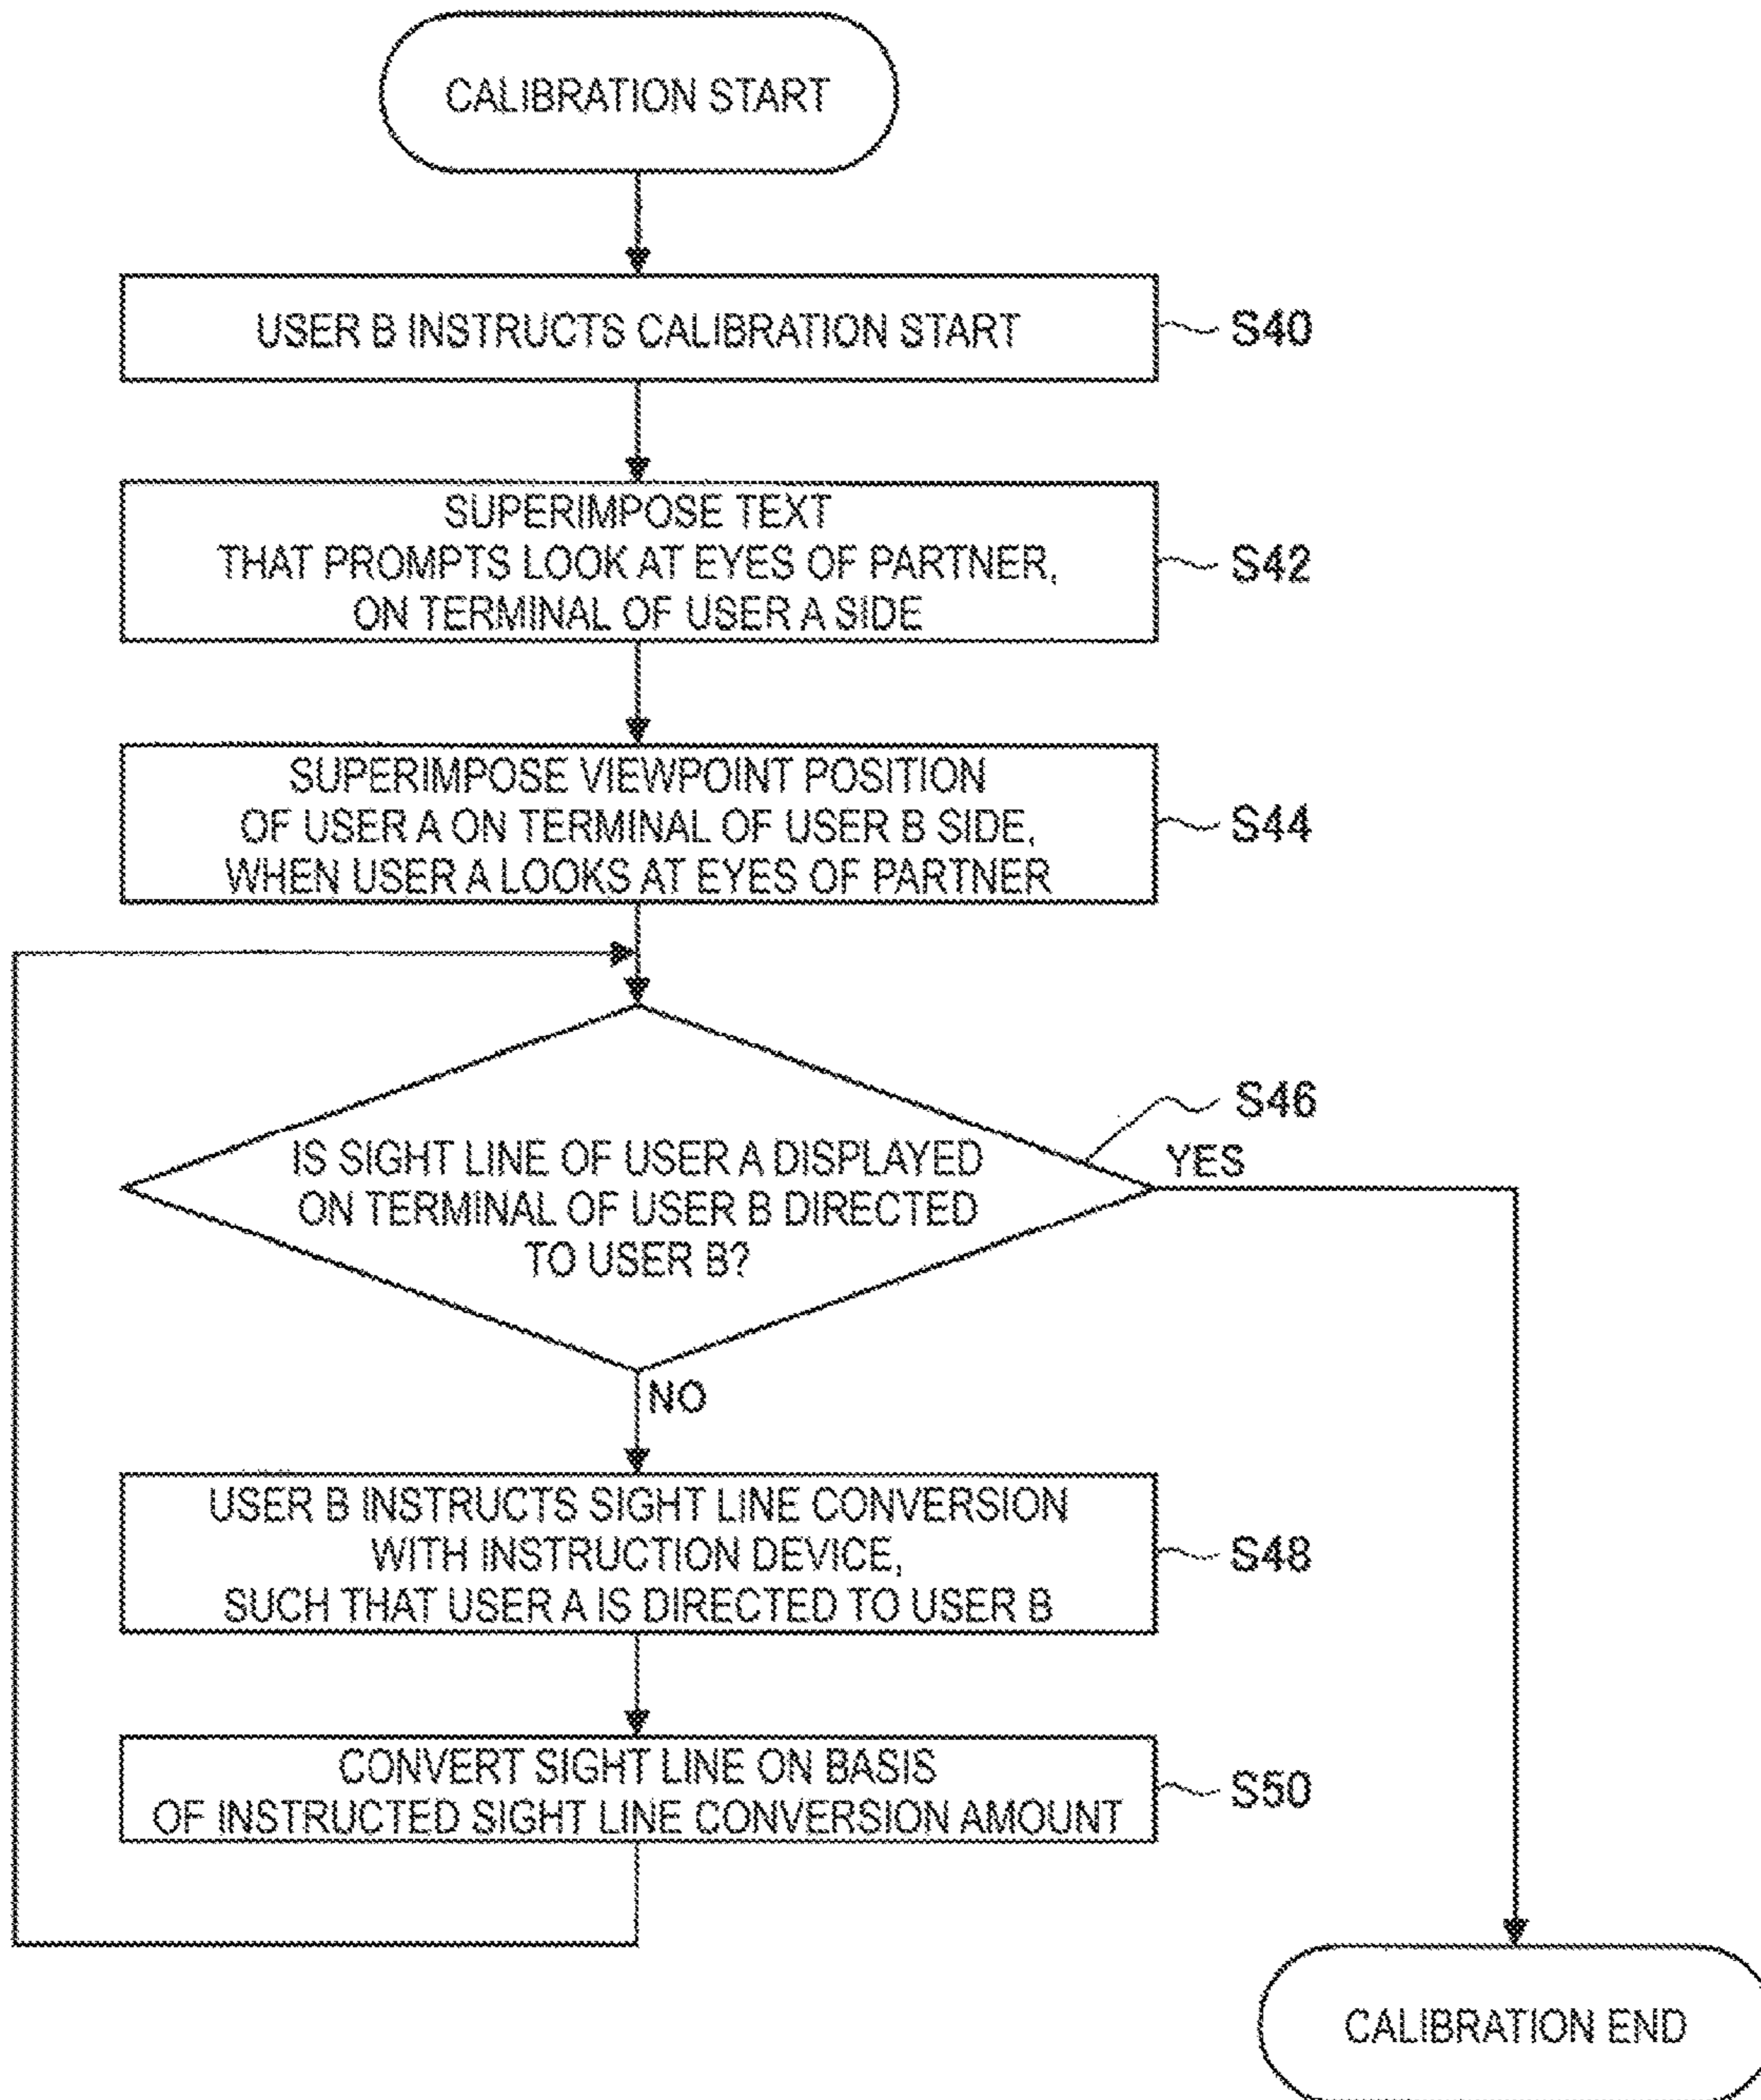 CALIBRATION START
USER B INSTRUCTS CALIBRATION START
S40
SUPERIMPOSE TEXT
THAT PROMPTS LOOK AT EYES OF PARTNER,
ON TERMINAL OF USER A SIDE
S42
SUPERIMPOSE VIEWPOINT POSITION
OF USER A ON TERMINAL OF USER B SIDE,
WHEN USER A LOOKS AT EYES OF PARTNER
S44
IS SIGHT LINE OF USER A DISPLAYED
ON TERMINAL OF USER B DIRECTED
TO USER B?
S46
YES
NO
USER B INSTRUCTS SIGHT LINE CONVERSION
WITH INSTRUCTION DEVICE,
SUCH THAT USER A IS DIRECTED TO USER B
S48
CONVERT SIGHT LINE ON BASIS
OF INSTRUCTED SIGHT LINE CONVERSION AMOUNT
S50
CALIBRATION END